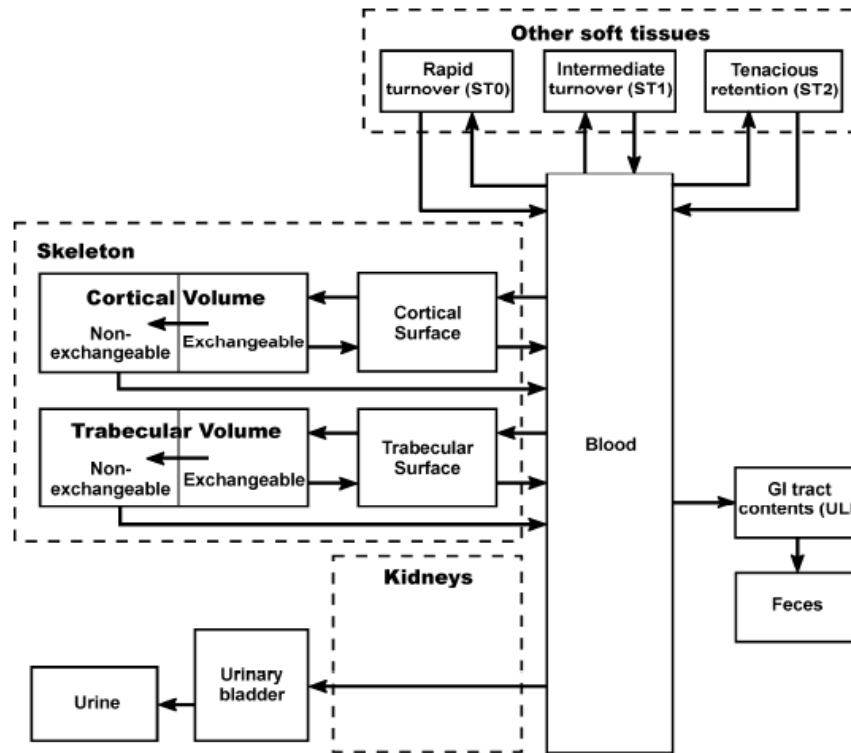 Other soft tissues
Rapid
turnover (ST0)
Intermediate
turnover (ST1)
Tenacious
retention (ST2)
Skeleton
Cortical Volume
Non-
exchangeable
Exchangeable
Cortical
Surface
Trabecular Volume
Non-
exchangeable
Exchangeable
Trabecular
Surface
Blood
GI tract
contents (ULI
Feces
Kidneys
Urinary
bladder
Urine